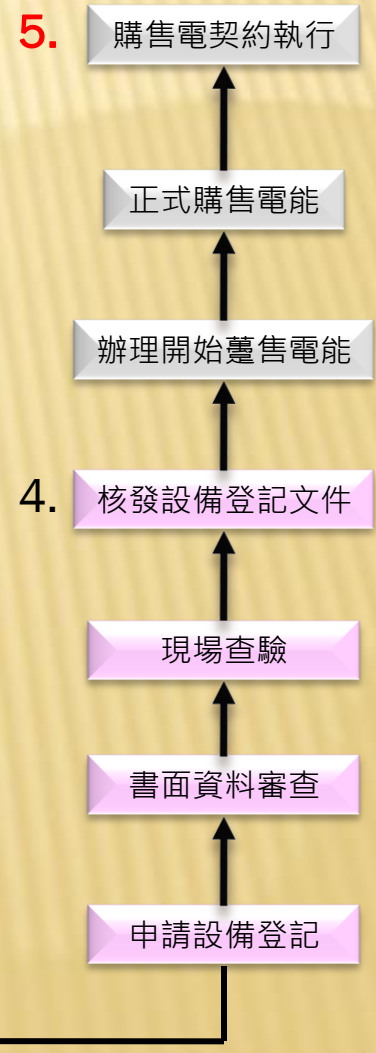 5. 購售電契約執行
正式購售電能
辦理開始躉售電能
4. 核發設備登記文件
現場查驗
書面資料審查
申請設備登記